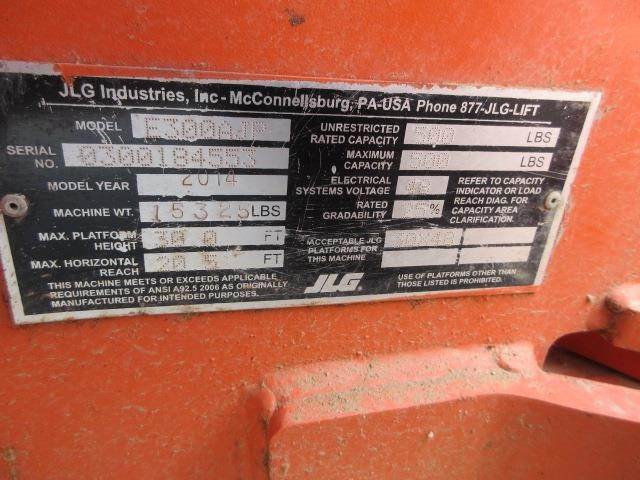 JLG Industries, Inc - McConnellsburg, PA-USA Phone 877-JLG-LIFT
MODEL E300AJP
SERIAL NO. 0300184553
MODEL YEAR 2014
MACHINE WT. 15325 LBS
MAX. PLATFORM HEIGHT 30.0 FT
MAX. HORIZONTAL REACH 20.5 FT
THIS MACHINE MEETS OR EXCEEDS APPLICABLE
REQUIREMENTS OF ANSI A92.5 2006 AS ORIGINALLY
MANUFACTURED FOR INTENDED PURPOSES.
UNRESTRICTED RATED CAPACITY 500 LBS
MAXIMUM CAPACITY 500 LBS
ELECTRICAL SYSTEMS VOLTAGE 48
RATED GRADABILITY %
REFER TO CAPACITY
INDICATOR OR LOAD
REACH DIAG. FOR
CAPACITY AREA
CLARIFICATION.
ACCEPTABLE JLG
PLATFORMS FOR
THIS MACHINE
JLG
USE OF PLATFORMS OTHER THAN
THOSE LISTED IS PROHIBITED.